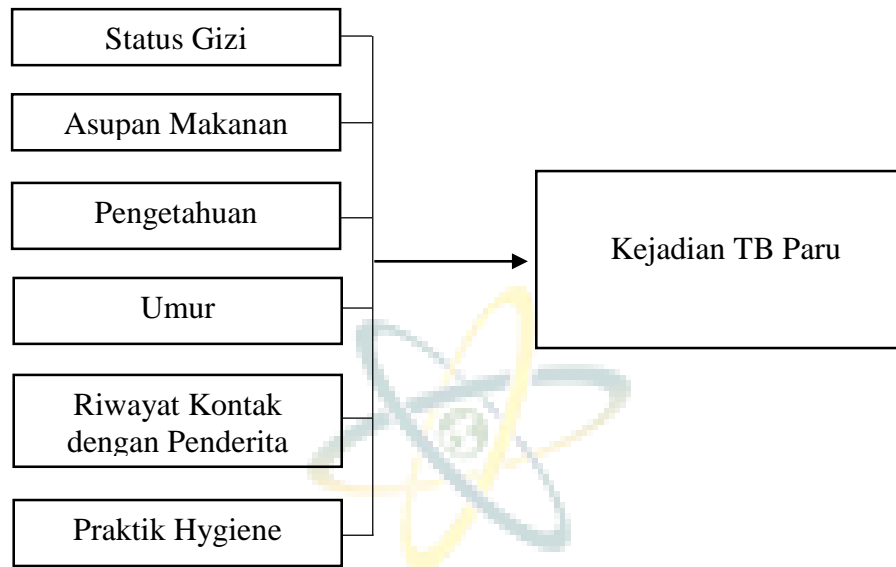 Status Gizi
Asupan Makanan
Pengetahuan
Umur
Riwayat Kontak
dengan Penderita
Praktik Hygiene
Kejadian TB Paru